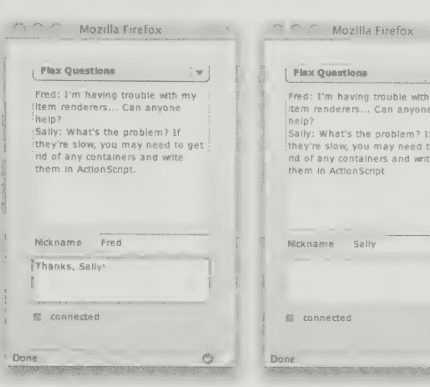 Mozilla Firefox
Flex Questions
Fred: I'm having trouble with my
item renderers... Can anyone
help?
Sally: What's the problem? If
they're slow, you may need to get
rid of any containers and write
them in ActionScript.
Nickname Fred
Thanks, Sally!
connected
Done
Mozilla Firefox
Flex Questions
Fred: I'm having trouble with
item renderers... Can anyone
help?
Sally: What's the problem? I
they're slow, you may need t
rid of any containers and writ
them in ActionScript
Nickname Sally
connected
Done